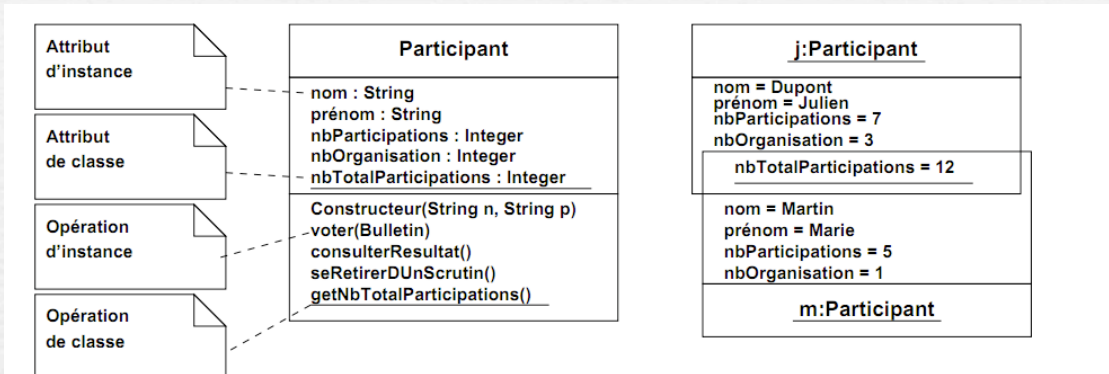 Attribut
d'instance
Attribut
de classe
Opération
d'instance
Opération
de classe
Participant
nom : String
prénom : String
nbParticipations : Integer
nbOrganisation : Integer
nbTotalParticipations : Integer
Constructeur(String n, String p)
voter(Bulletin)
consulterResultat()
seRetirerDUnScrutin()
getNbTotalParticipations()
j:Participant
nom = Dupont
prénom = Julien
nbParticipations = 7
nbOrganisation = 3
nbTotalParticipations = 12
nom = Martin
prénom = Marie
nbParticipations = 5
nbOrganisation = 1
m:Participant